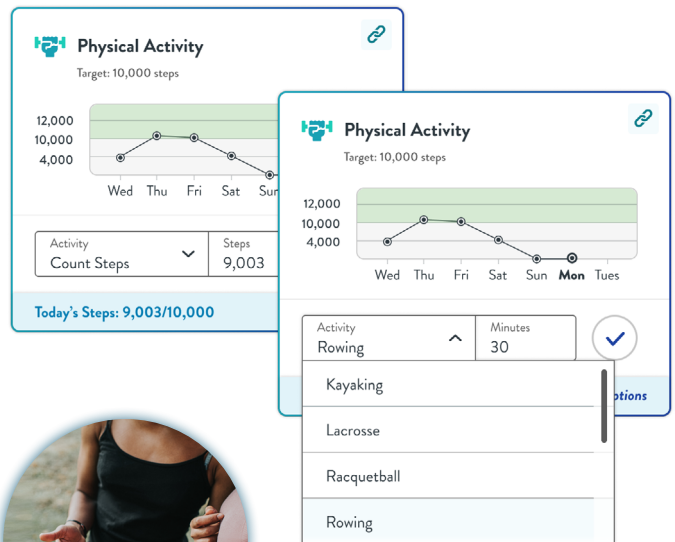 Physical Activity
Target: 10,000 steps
12,000
10,000
4,000
Wed Thu Fri Sat Sun
Activity
Count Steps
Steps
9,003
Today's Steps: 9,003/10,000
Physical Activity
Target: 10,000 steps
12,000
10,000
4,000
Wed Thu Fri Sat Sun Mon Tues
Activity
Rowing
Minutes
30
Kayaking
Lacrosse
Racquetball
Rowing